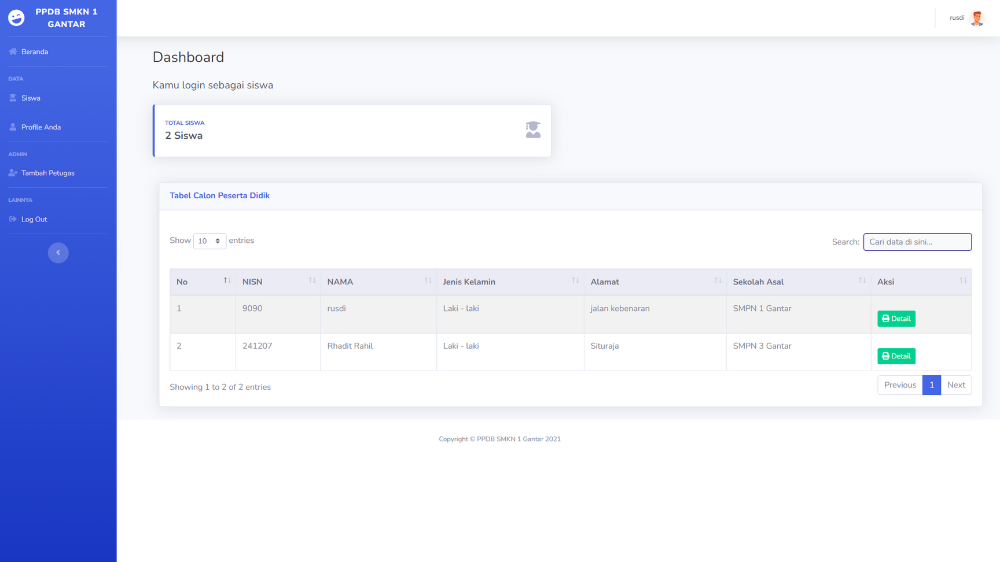 PPDB SMKN 1
GANTAR
Beranda
DATA
Siswa
Profile Anda
ADMIN
Tambah Petugas
LAINNYA
Log Out
rusdi
Dashboard
Kamu login sebagai siswa
TOTAL SISWA
2 Siswa
Tabel Calon Peserta Didik
Show 10 entries
Search: Cari data di sini...
No NISN NAMA Jenis Kelamin Alamat Sekolah Asal Aksi
1 9090 rusdi Laki - laki jalan kebenaran SMPN 1 Gantar Detail
2 241207 Rhadit Rahil Laki - laki Situraja SMPN 3 Gantar Detail
Showing 1 to 2 of 2 entries
Previous 1 Next
Copyright © PPDB SMKN 1 Gantar 2021